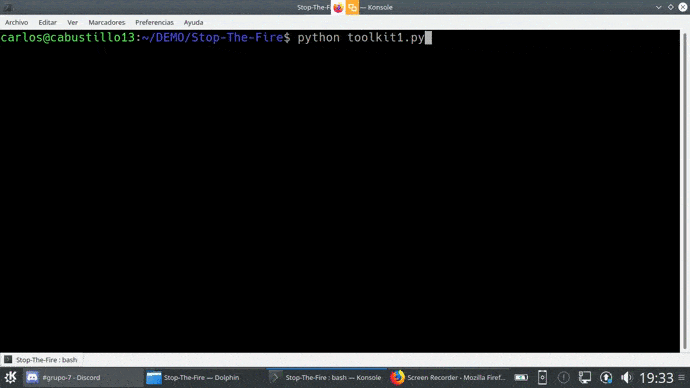 Stop-The-Fi — Konsole
Archivo Editar Ver Marcadores Preferencias Ayuda
carlos@cabustillo13:~/DEMO/Stop-The-Fire$ python toolkit1.py
Stop-The-Fire : bash
#grupo-7 - Discord Stop-The-Fire — Dolphin Stop-The-Fire : bash — Konsole Screen Recorder - Mozilla Firef... 19:33